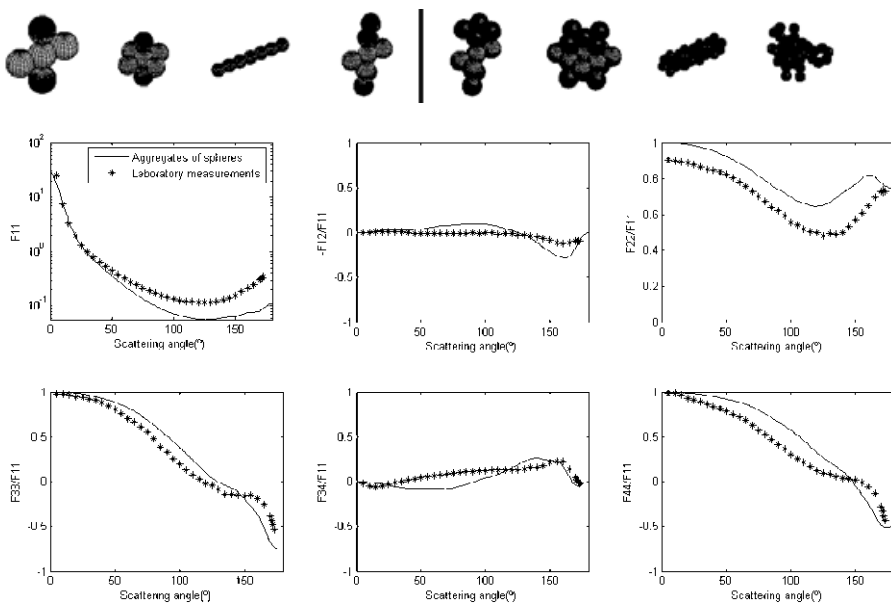 10²
10¹
10⁰
10⁻¹
F11
Aggregates of spheres
Laboratory measurements
0 50 100 150
Scattering angle(º)
1
0.5
0
-0.5
-1
-F12/F11
0 50 100 150
Scattering angle(º)
1
0.8
0.6
0.4
0.2
0
F22/F11
0 50 100 150
Scattering angle(º)
1
0.5
0
-0.5
-1
F33/F11
0 50 100 150
Scattering angle(º)
1
0.5
0
-0.5
-1
F34/F11
0 50 100 150
Scattering angle(º)
1
0.5
0
-0.5
-1
F44/F11
0 50 100 150
Scattering angle(º)